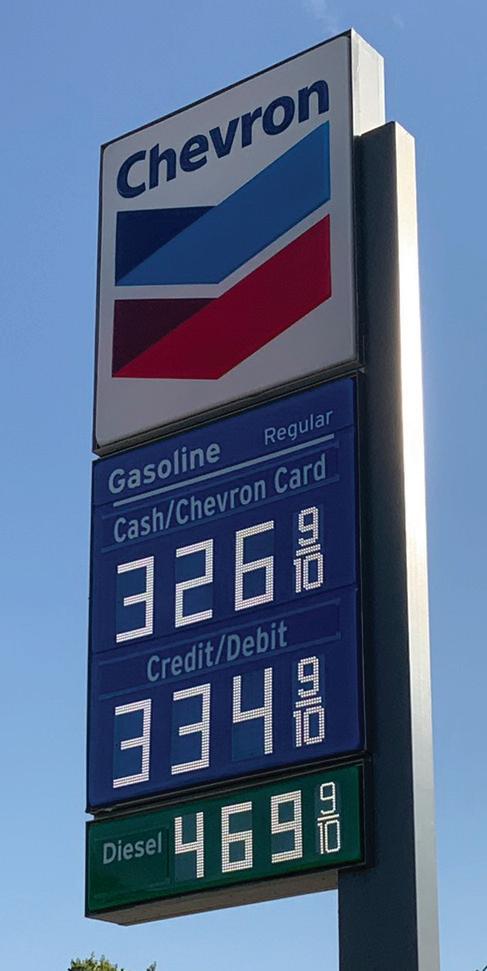 Chevron
Gasoline Regular
Cash/Chevron Card
326 9/10
Credit/Debit
334 9/10
Diesel 469 9/10